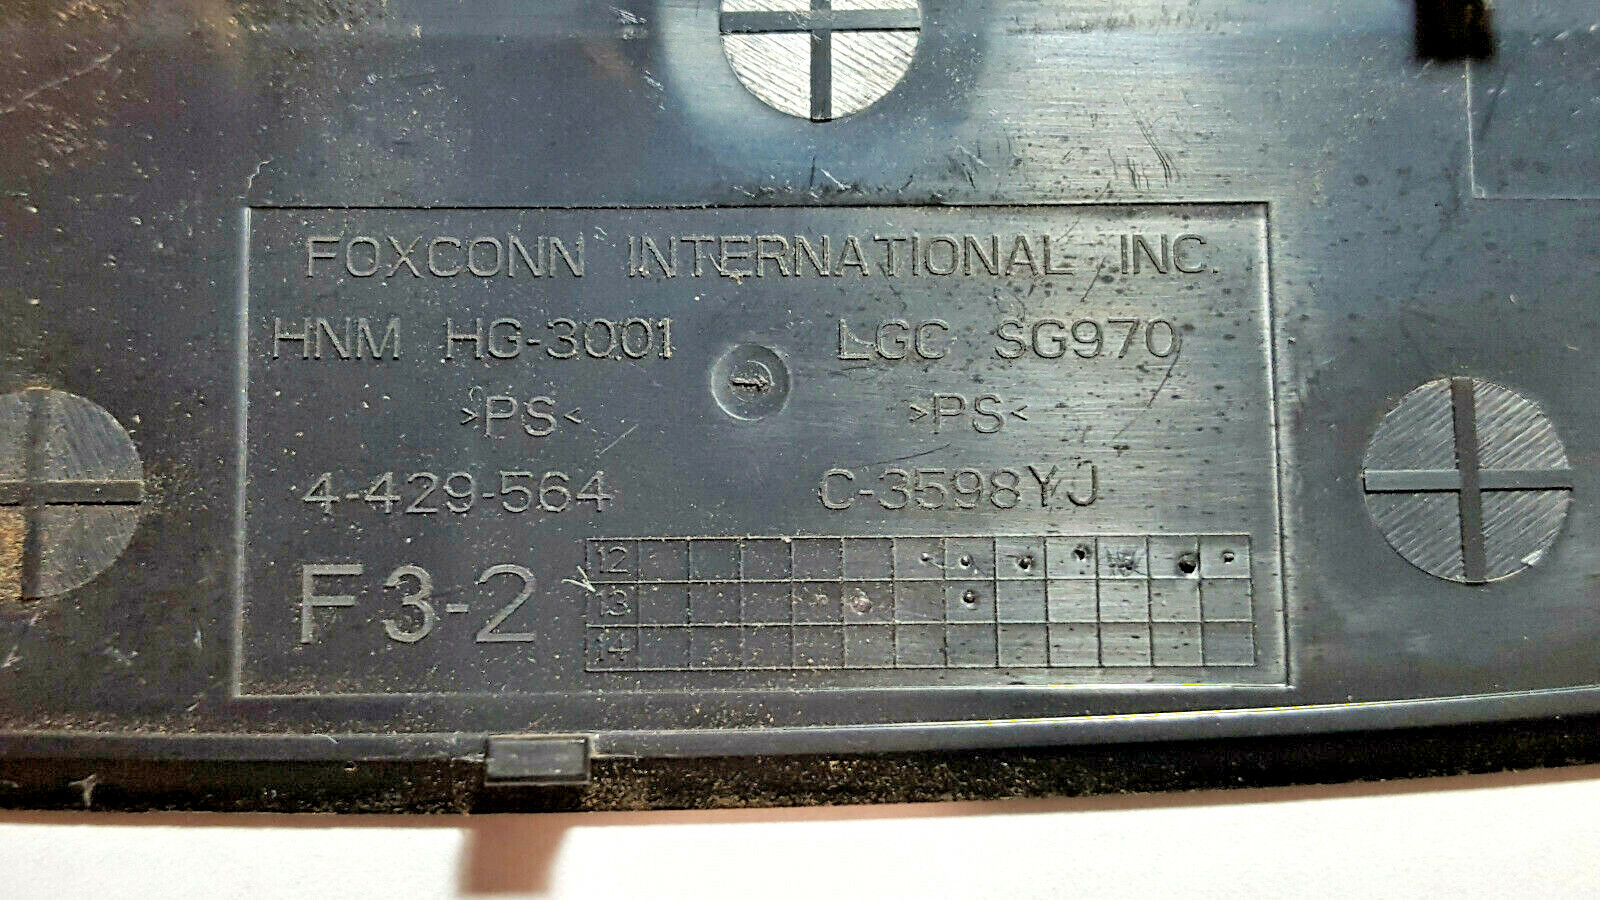 FOXCONN INTERNATIONAL INC.
HNM HG-3001 LGC SG970
>PS< >PS<
4-429-564 C-3598YJ
F3-2
12
13
14